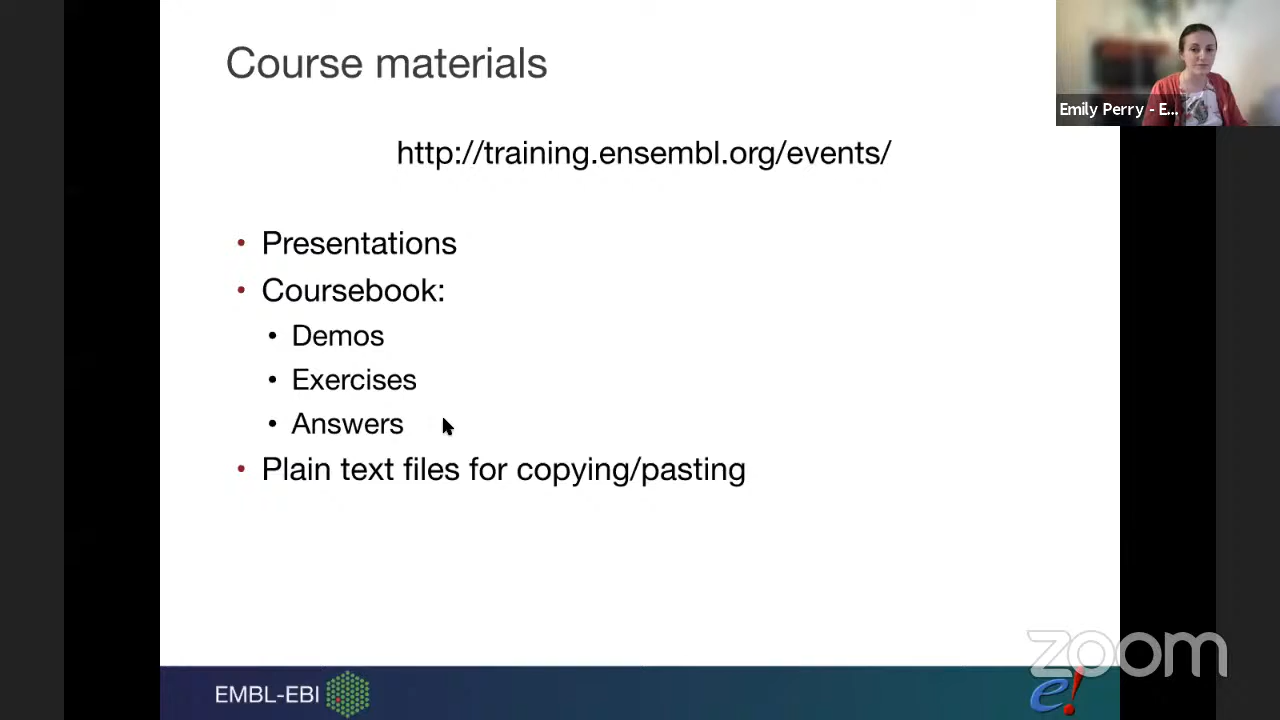 Course materials
Emily Perry - E...
http://training.ensembl.org/events/
• Presentations
• Coursebook:
• Demos
• Exercises
• Answers
• Plain text files for copying/pasting
zoom
EMBL-EBI
e!